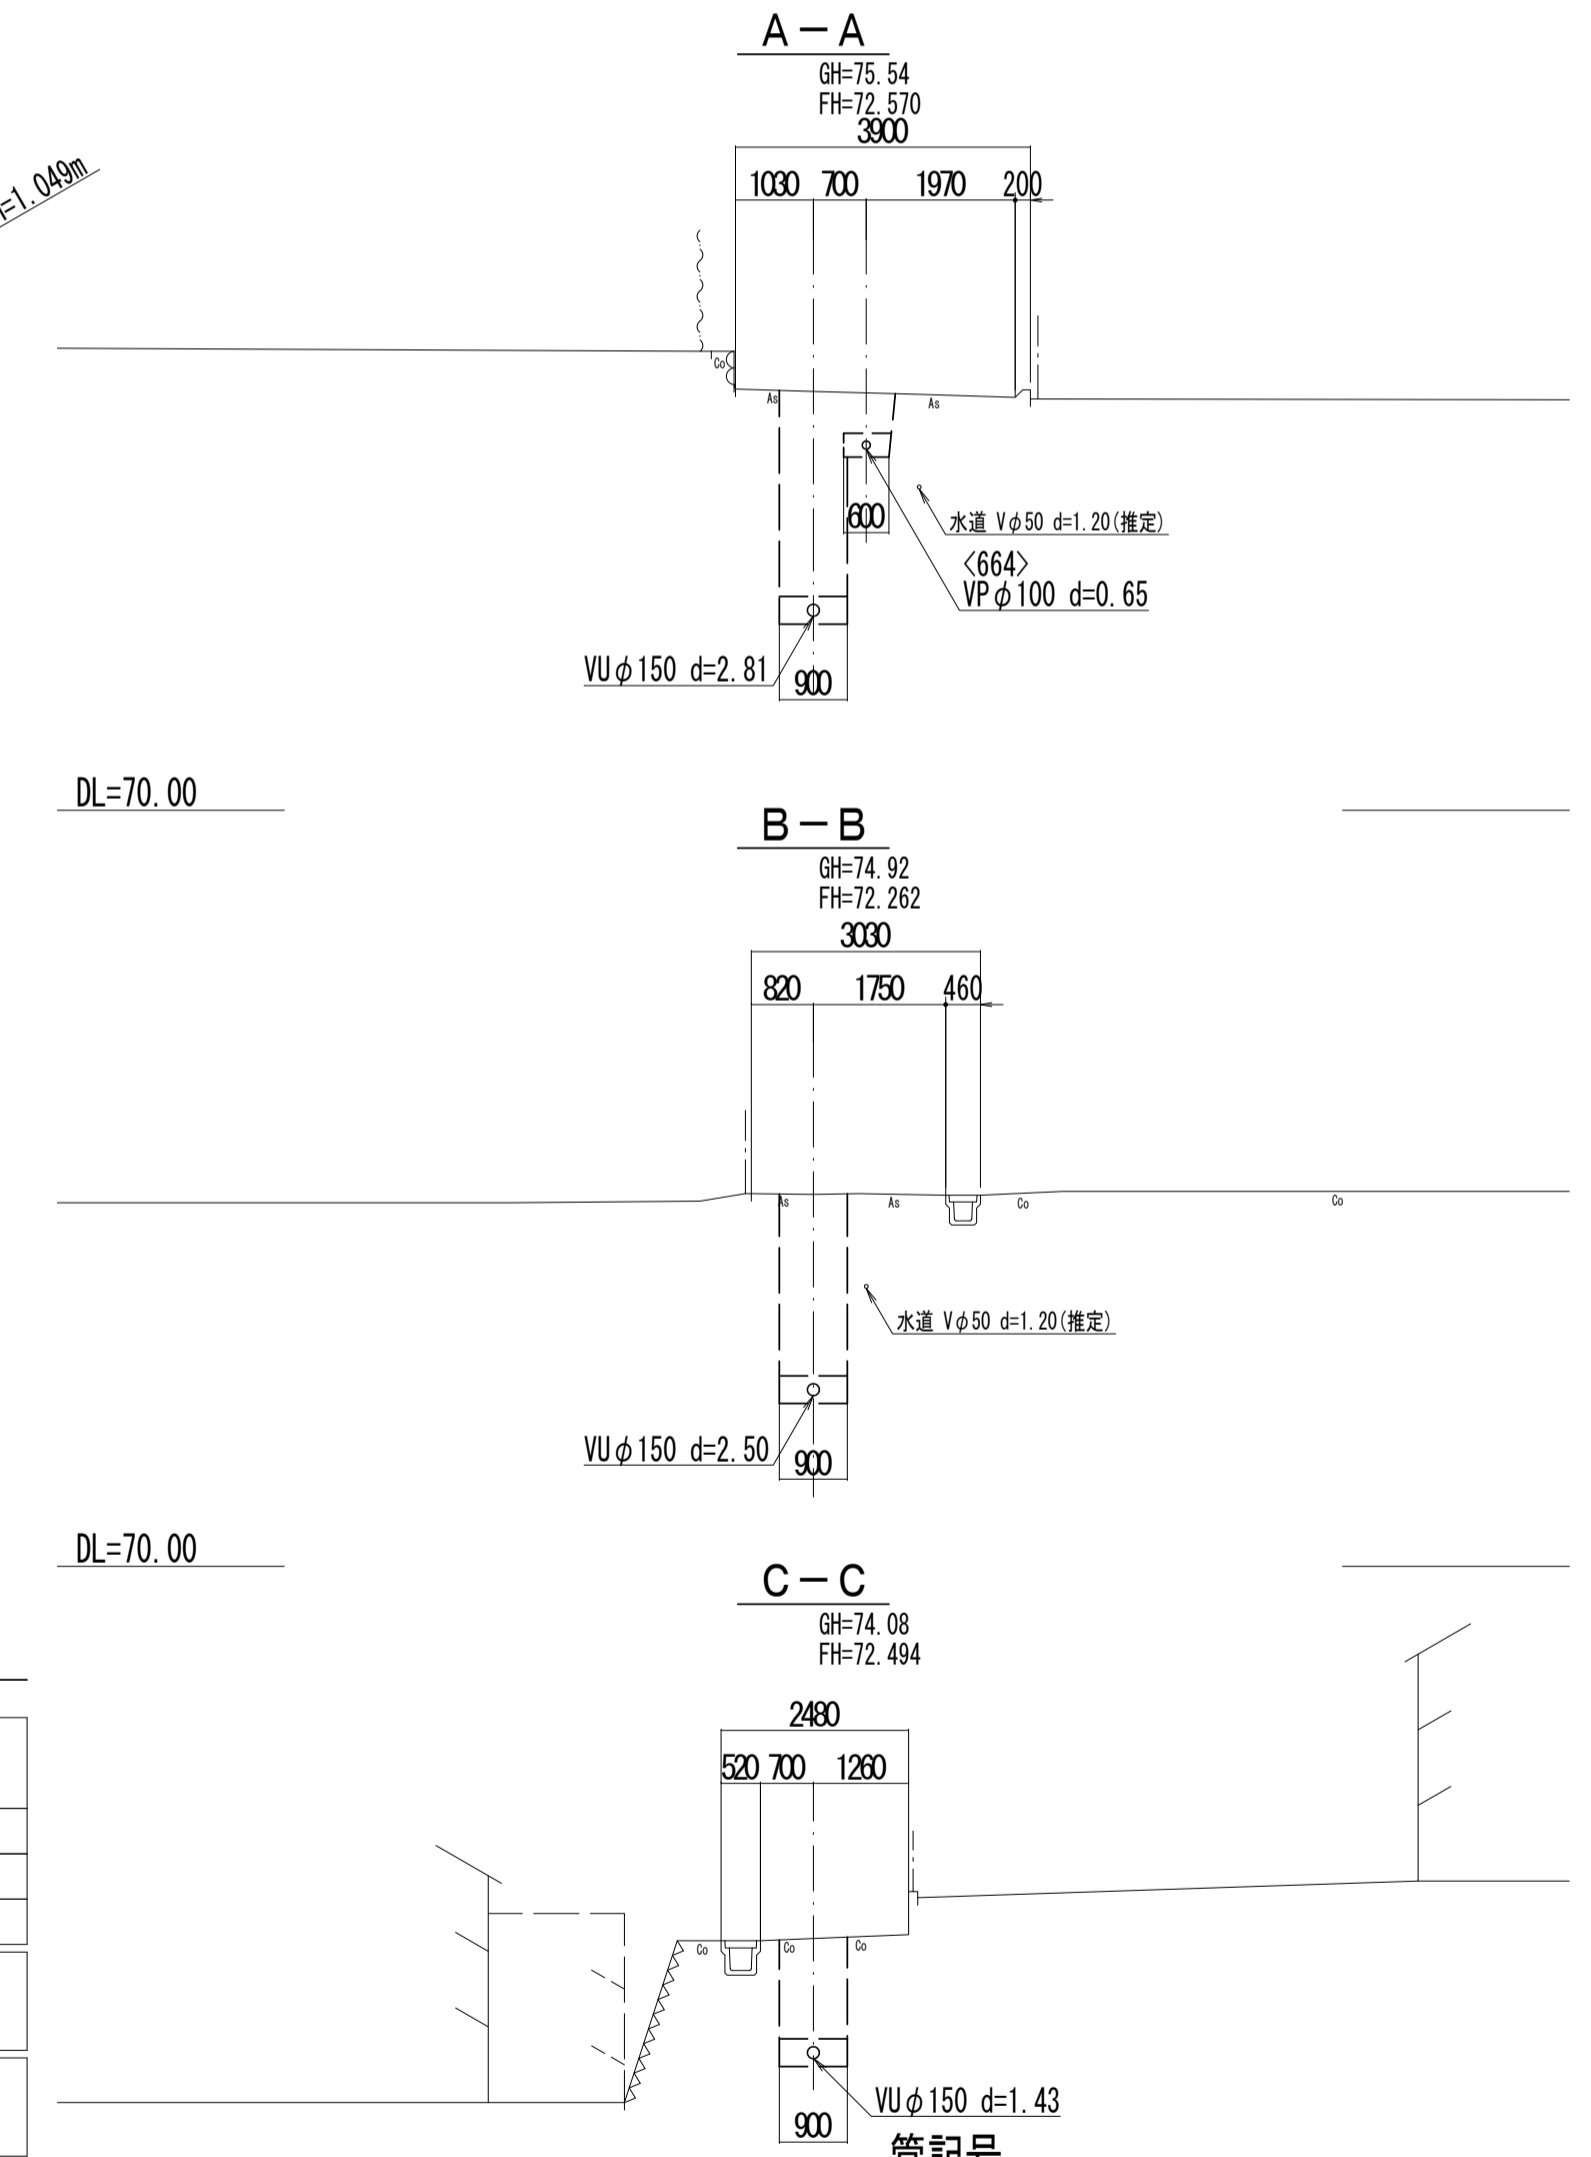 A－A
GH=75.54
FH=72.570
3900
=1.049m
1030 700 1970 200
Co
As As
600
水道 Vφ50 d=1.20(推定)
<664>
VPφ100 d=0.65
VUφ150 d=2.81
900
DL=70.00
B－B
GH=74.92
FH=72.262
3030
820 1750 460
As As Co Co
水道 Vφ50 d=1.20(推定)
VUφ150 d=2.50
900
DL=70.00
C－C
GH=74.08
FH=72.494
2480
520 700 1260
Co Co Co
VUφ150 d=1.43
900
管記号